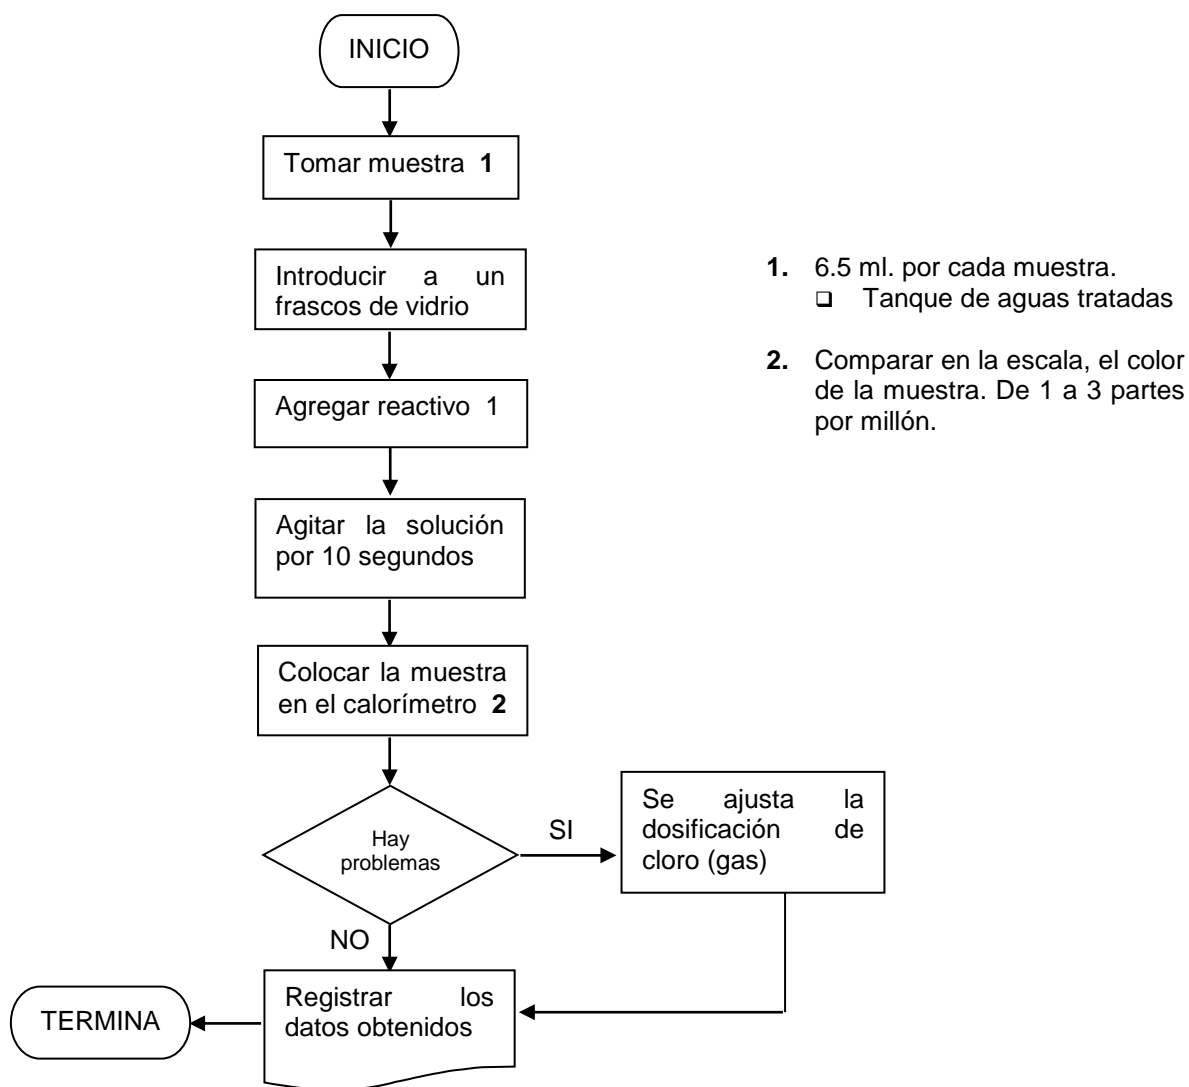 INICIO
Tomar muestra 1
Introducir a un
frascos de vidrio
Agregar reactivo 1
Agitar la solución
por 10 segundos
Colocar la muestra
en el calorímetro 2
Hay
problemas
SI
Se ajusta la
dosificación de
cloro (gas)
NO
Registrar los
datos obtenidos
TERMINA
1. 6.5 ml. por cada muestra.
❑ Tanque de aguas tratadas
2. Comparar en la escala, el color
de la muestra. De 1 a 3 partes
por millón.